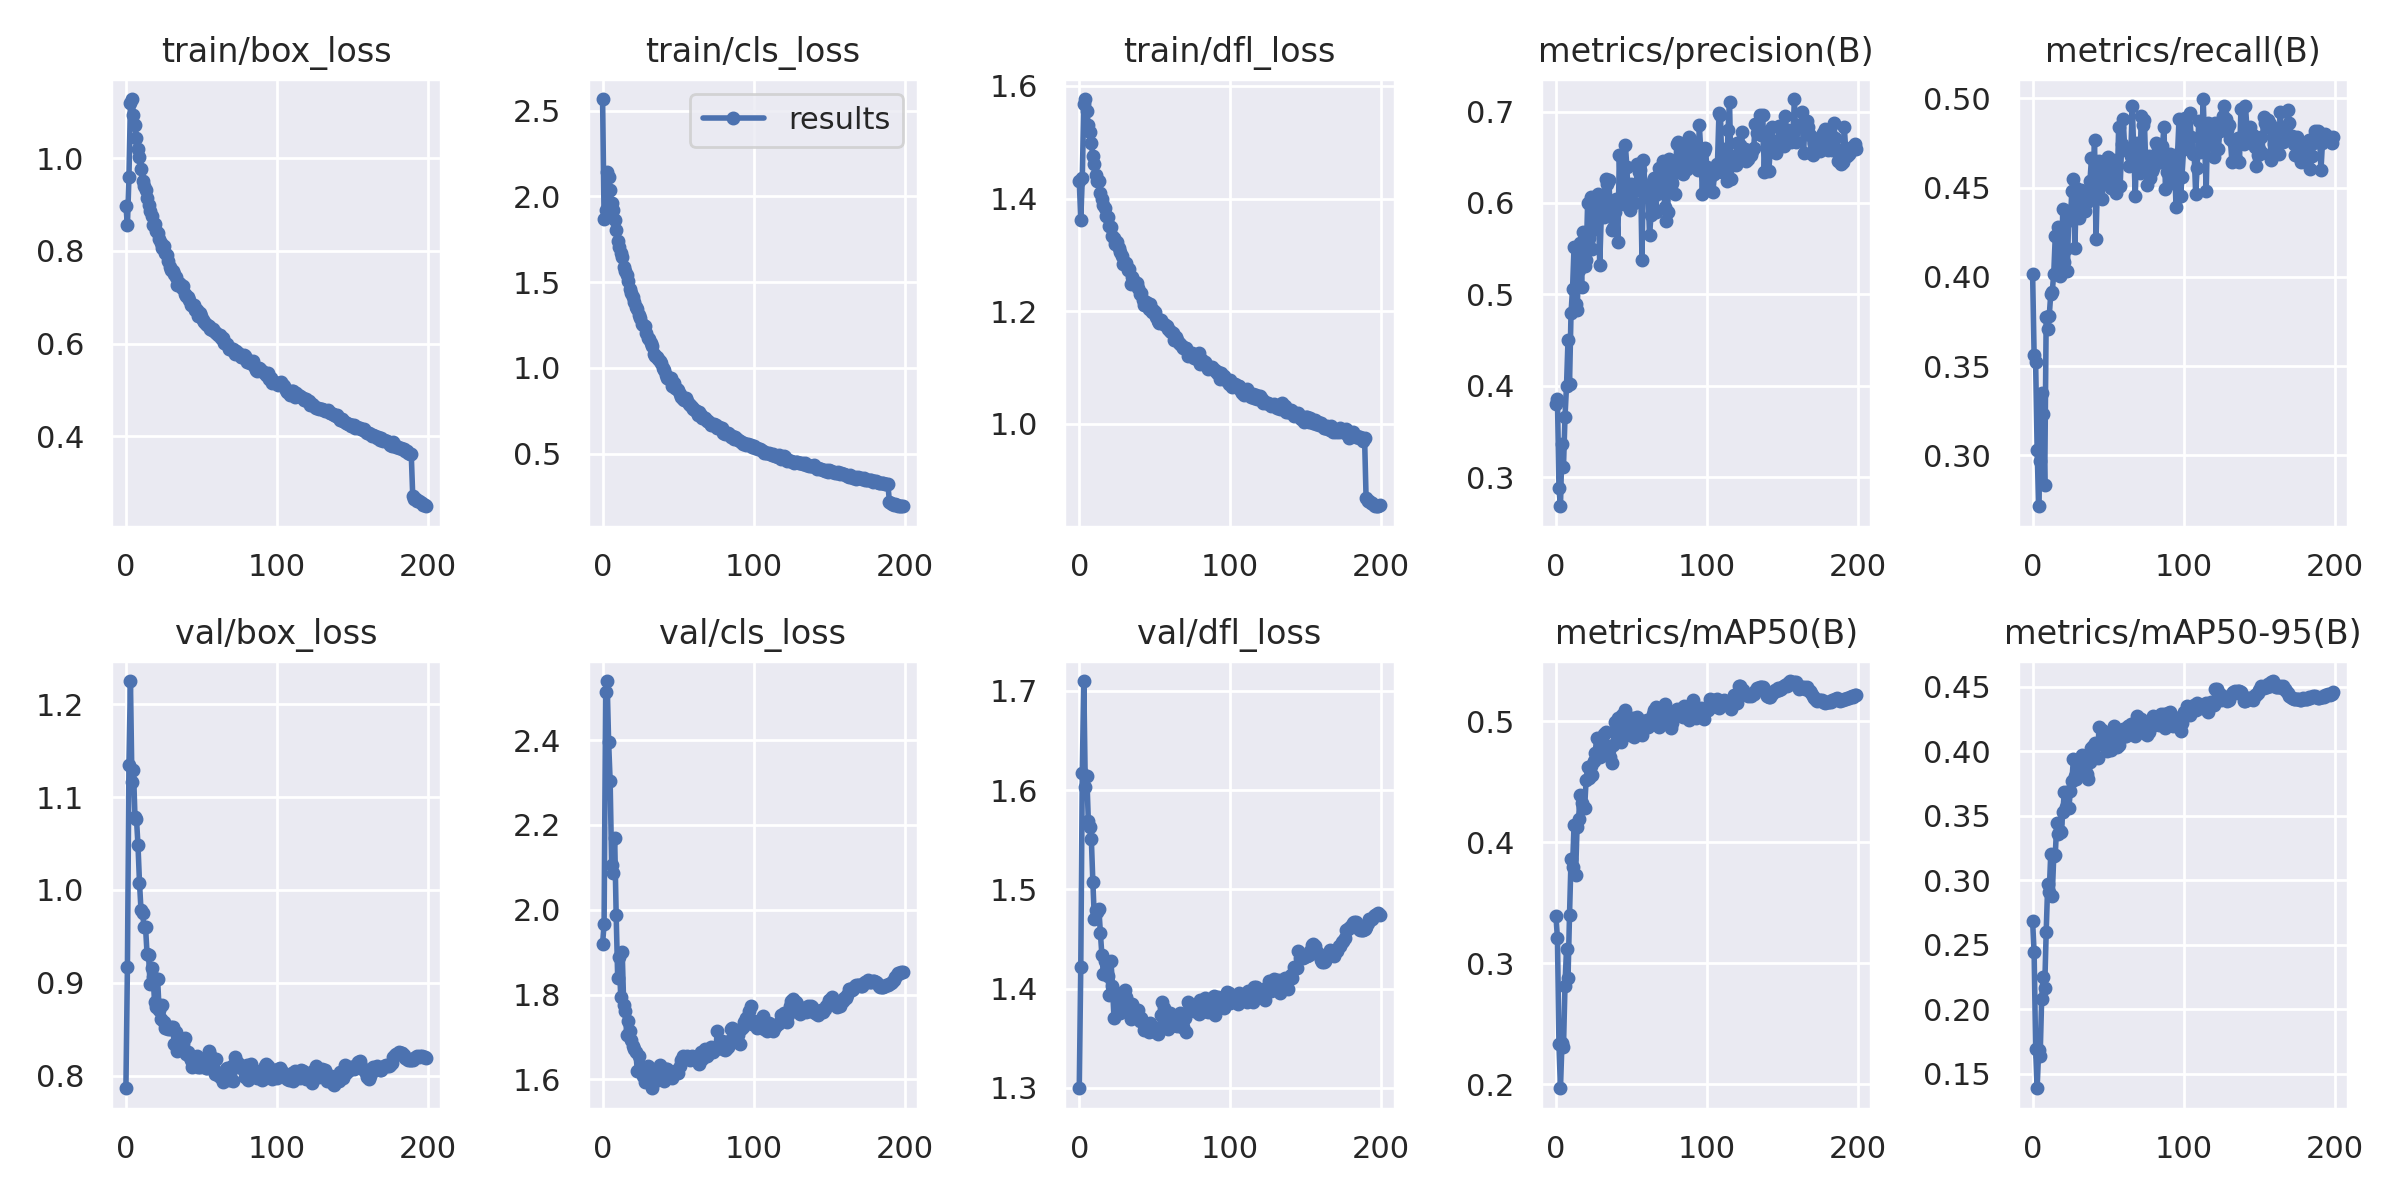 train/box_loss
train/cls_loss
train/dfl_loss
metrics/precision(B)
metrics/recall(B)
results
1.0
0.8
0.6
0.4
0 100 200
2.5
2.0
1.5
1.0
0.5
0 100 200
1.6
1.4
1.2
1.0
0 100 200
0.7
0.6
0.5
0.4
0.3
0 100 200
0.50
0.45
0.40
0.35
0.30
0 100 200
val/box_loss
val/cls_loss
val/dfl_loss
metrics/mAP50(B)
metrics/mAP50-95(B)
1.2
1.1
1.0
0.9
0.8
0 100 200
2.4
2.2
2.0
1.8
1.6
0 100 200
1.7
1.6
1.5
1.4
1.3
0 100 200
0.5
0.4
0.3
0.2
0 100 200
0.45
0.40
0.35
0.30
0.25
0.20
0.15
0 100 200